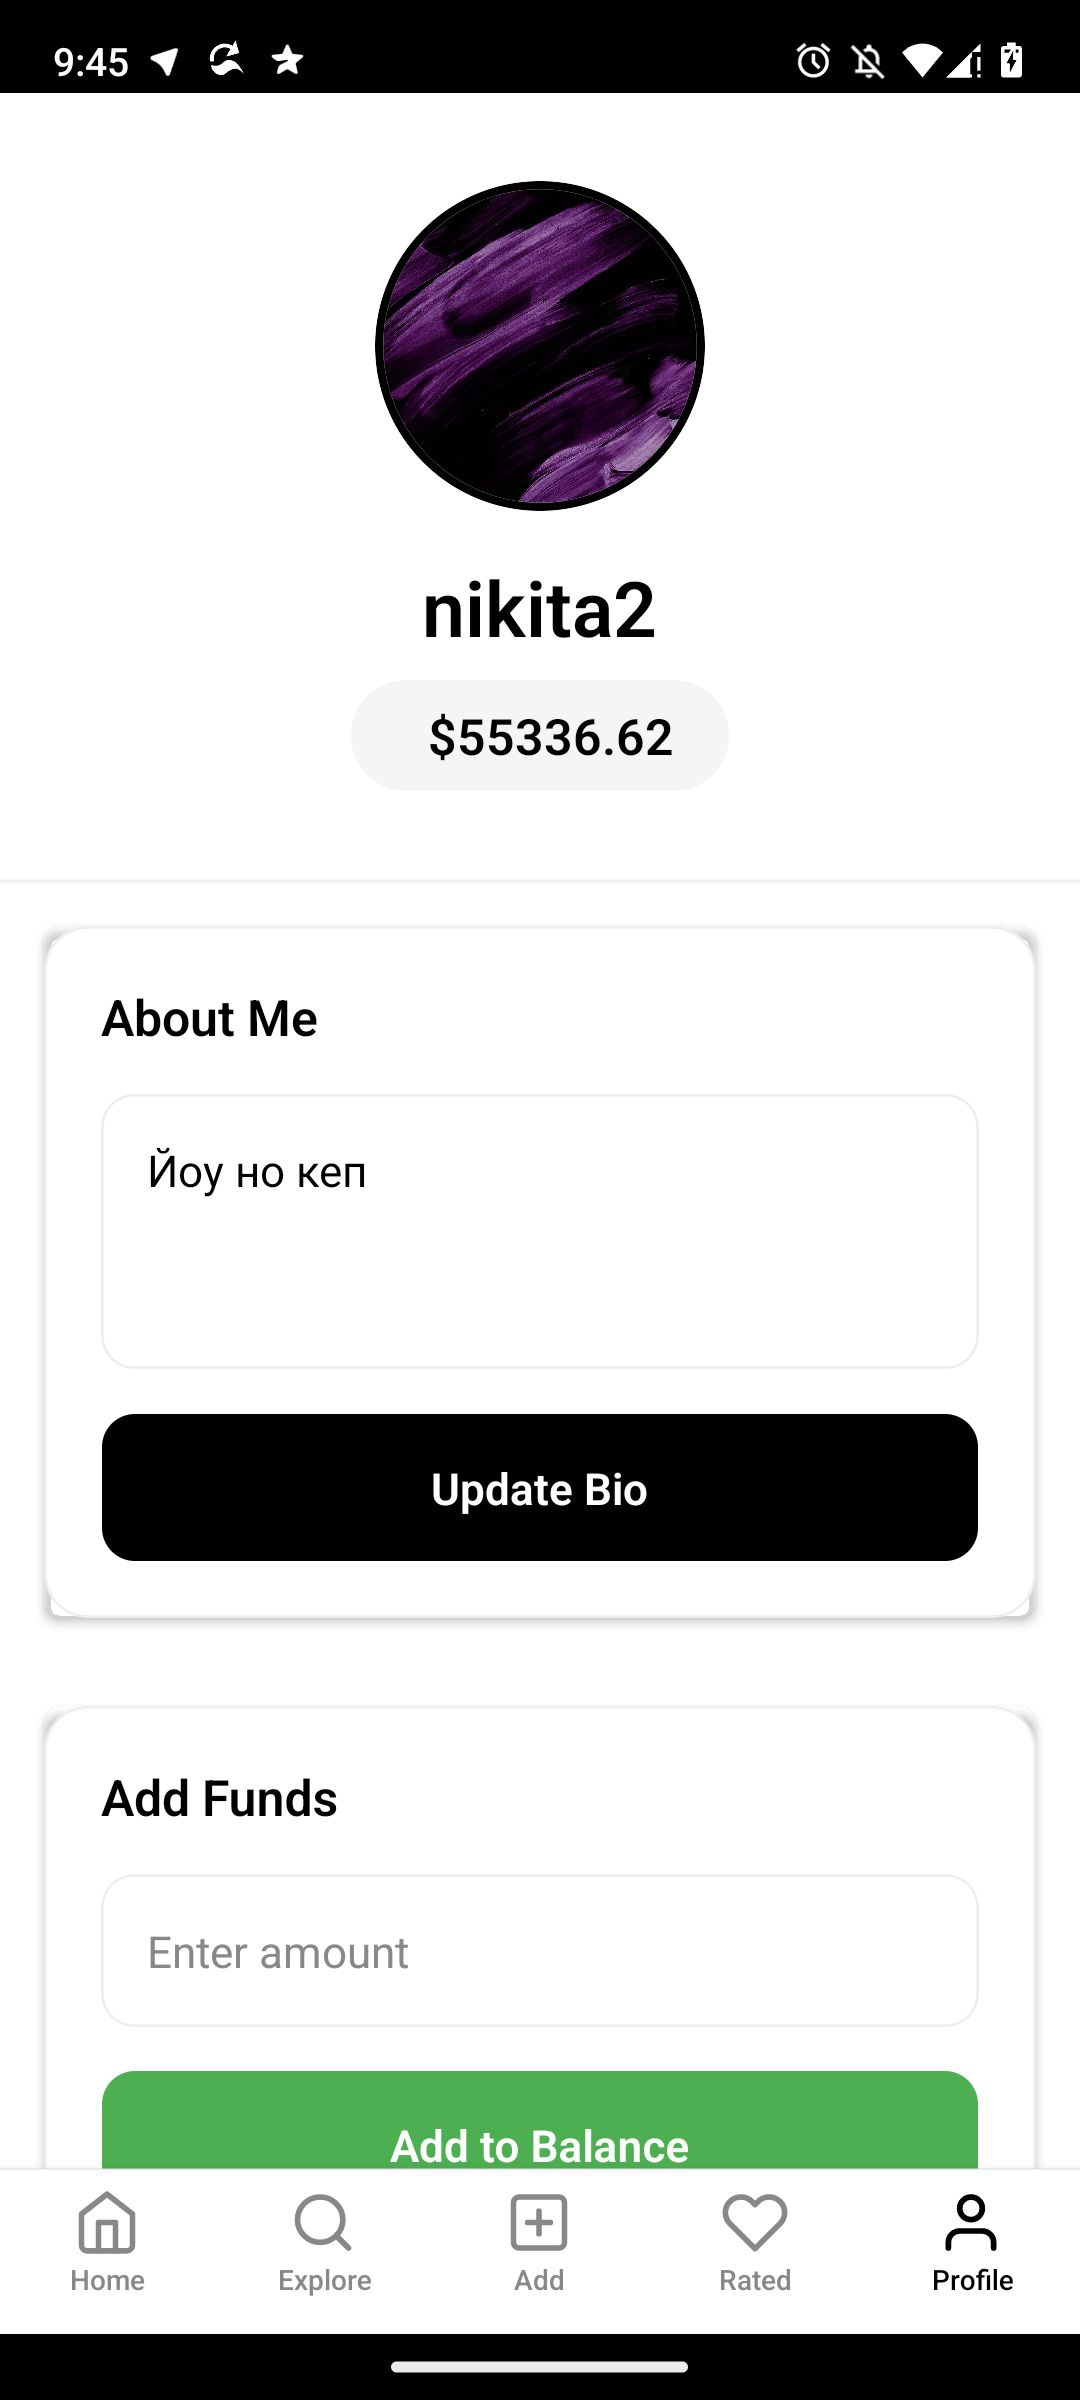 9:45
nikita2
$55336.62
About Me
Йоу но кеп
Update Bio
Add Funds
Enter amount
Add to Balance
Home
Explore
Add
Rated
Profile